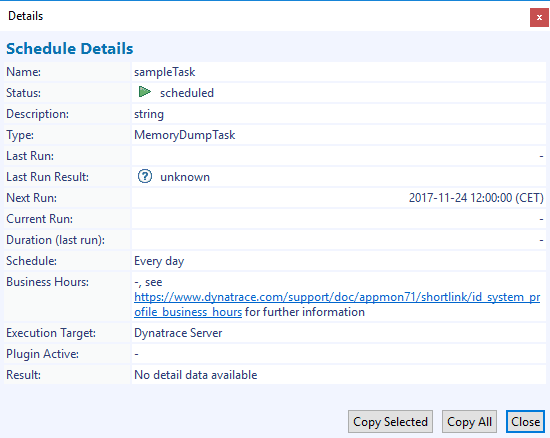 Details
x
Schedule Details
Name: sampleTask
Status: scheduled
Description: string
Type: MemoryDumpTask
Last Run: -
Last Run Result: ? unknown
Next Run: 2017-11-24 12:00:00 (CET)
Current Run: -
Duration (last run): -
Schedule: Every day
Business Hours: -, see
https://www.dynatrace.com/support/doc/appmon71/shortlink/id_system_pr
ofile_business_hours for further information
Execution Target: Dynatrace Server
Plugin Active: -
Result: No detail data available
Copy Selected Copy All Close